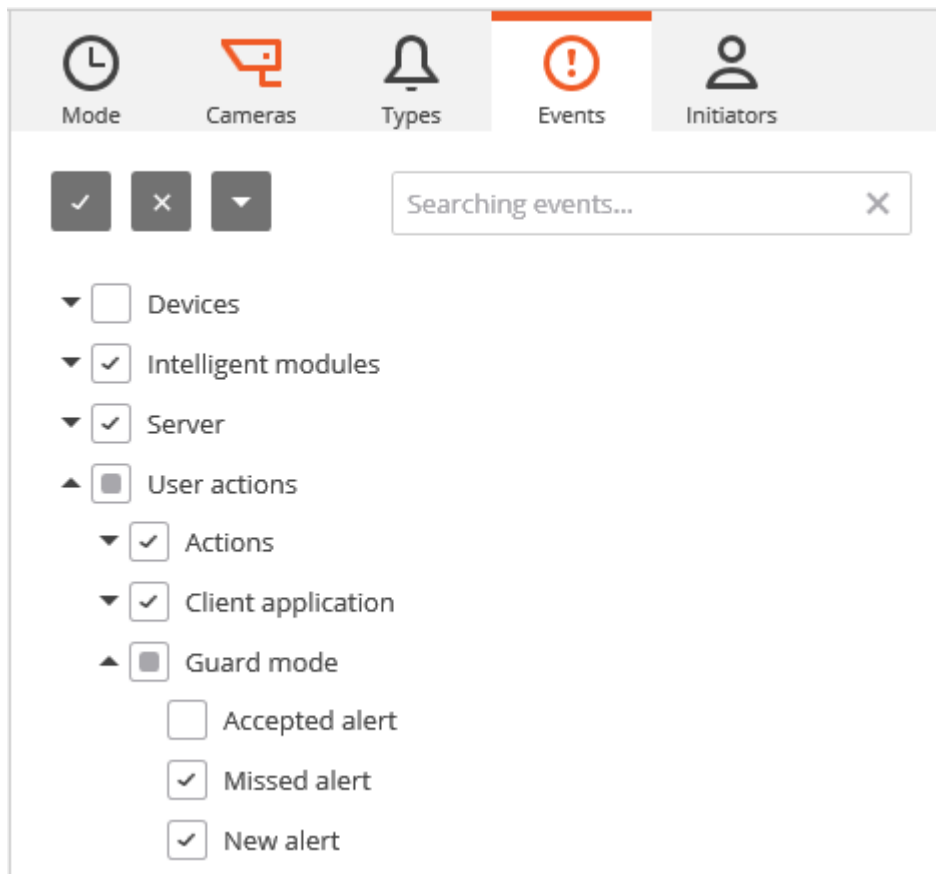 Mode Cameras Types Events Initiators
Searching events...
Devices
Intelligent modules
Server
User actions
Actions
Client application
Guard mode
Accepted alert
Missed alert
New alert